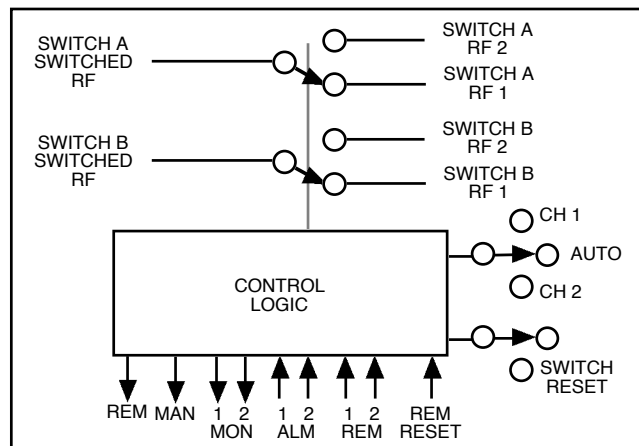 SWITCH A
SWITCHED
RF
SWITCH A
RF 2
SWITCH A
RF 1
SWITCH B
SWITCHED
RF
SWITCH B
RF 2
SWITCH B
RF 1
CONTROL
LOGIC
CH 1
AUTO
CH 2
SWITCH
RESET
REM MAN 1 2 1 2 1 2 REM
MON ALM REM RESET